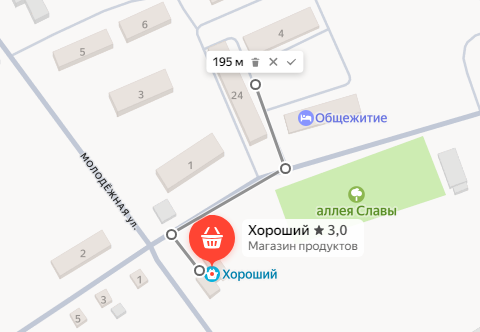 6
4
5
195 м
3
24
Общежитие
1
МОЛОДЁЖНАЯ УЛ.
аллея Славы
Хороший ★ 3,0
Магазин продуктов
2
Хороший
1
3
5